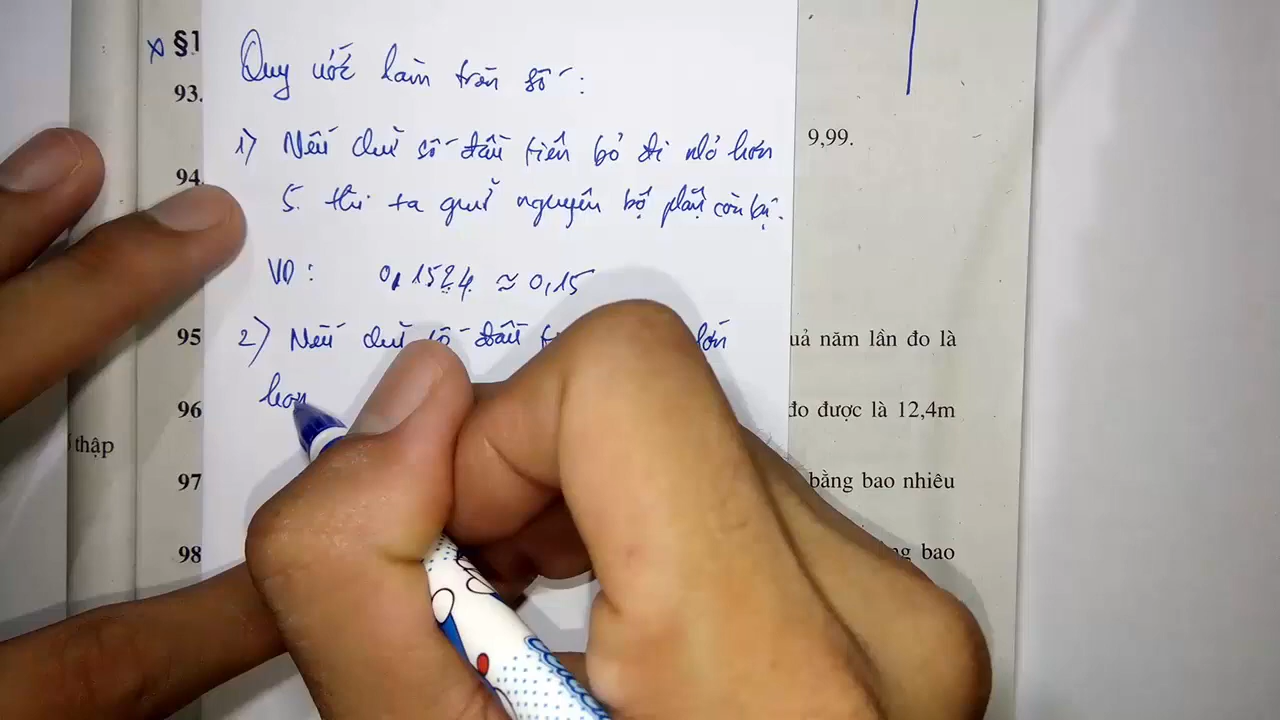 §1
93.
94.
95
96
97
98
thập
Quy ước làm tròn số :
1) Nếu chữ số đầu tiên bỏ đi nhỏ hơn
5. thì ta giữ nguyên bộ phận còn lại.
VD : 0,1524 ≈ 0,15
2) Nếu chữ số đầu lớn
hơn
9,99.
uả năm lần đo là
đo được là 12,4m
bằng bao nhiêu
bao